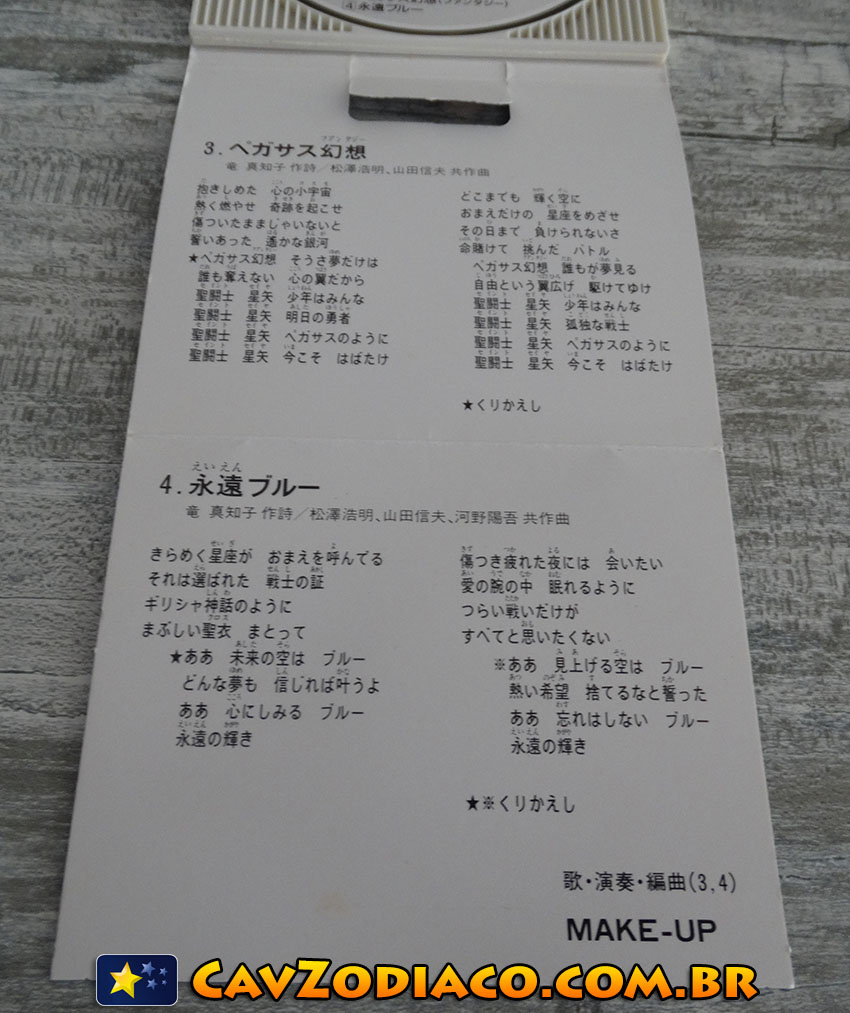 4 永遠ブルー
ファンタジー
3.ペガサス幻想
竜 真知子 作詩／松澤浩明、山田信夫 共作曲
抱きしめた 心の小宇宙
熱く燃やせ 奇跡を起こせ
傷ついたままじゃいないと
誓いあった 遥かな銀河
★ペガサス幻想 そうさ夢だけは
誰も奪えない 心の翼だから
聖闘士 星矢 少年はみんな
聖闘士 星矢 明日の勇者
聖闘士 星矢 ペガサスのように
聖闘士 星矢 今こそ はばたけ
どこまでも 輝く空に
おまえだけの 星座をめざせ
その日まで 負けられないさ
命賭けて 挑んだ バトル
ペガサス幻想 誰もが夢見る
自由という翼広げ 駆けてゆけ
聖闘士 星矢 少年はみんな
聖闘士 星矢 孤独な戦士
聖闘士 星矢 ペガサスのように
聖闘士 星矢 今こそ はばたけ
★くりかえし
えいえん
4.永遠ブルー
竜 真知子 作詩／松澤浩明、山田信夫、河野陽吾 共作曲
きらめく星座が おまえを呼んでる
それは選ばれた 戦士の証
ギリシャ神話のように
まぶしい聖衣 まとって
★ああ 未来の空は ブルー
どんな夢も 信じれば叶うよ
ああ 心にしみる ブルー
永遠の輝き
傷つき疲れた夜には 会いたい
愛の腕の中 眠れるように
つらい戦いだけが
すべてと思いたくない
※ああ 見上げる空は ブルー
熱い希望 捨てるなと誓った
ああ 忘れはしない ブルー
永遠の輝き
★※くりかえし
歌・演奏・編曲(3,4)
MAKE-UP
CAVZODIACO.COM.BR